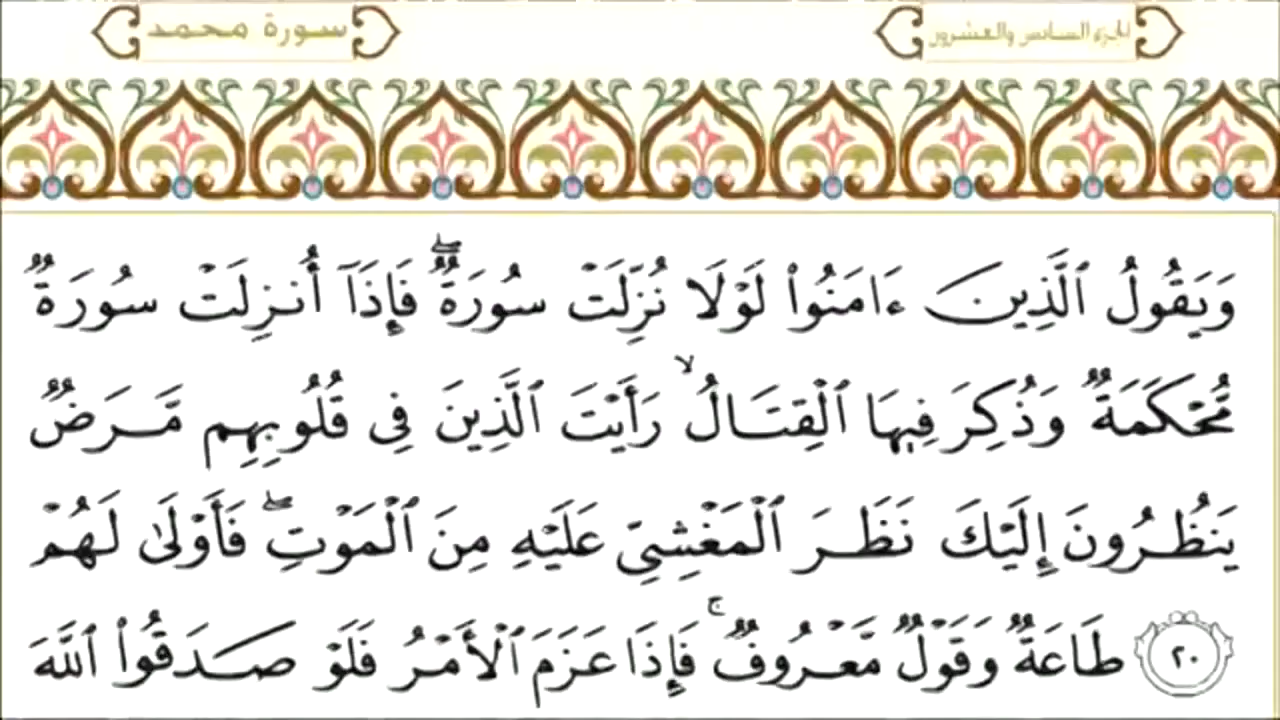 الجزء السادس والعشرون
سورة محمد
وَيَقُولُ ٱلَّذِينَ ءَامَنُوا۟ لَوْلَا نُزِّلَتْ سُورَةٌۖ فَإِذَآ أُنزِلَتْ سُورَةٌ
مُّحْكَمَةٌ وَذُكِرَ فِيهَا ٱلْقِتَالُۙ رَأَيْتَ ٱلَّذِينَ فِى قُلُوبِهِم مَّرَضٌ
يَنظُرُونَ إِلَيْكَ نَظَرَ ٱلْمَغْشِىِّ عَلَيْهِ مِنَ ٱلْمَوْتِۖ فَأَوْلَىٰ لَهُمْ
٢٠ طَاعَةٌ وَقَوْلٌ مَّعْرُوفٌۚ فَإِذَا عَزَمَ ٱلْأَمْرُ فَلَوْ صَدَقُوا۟ ٱللَّهَ